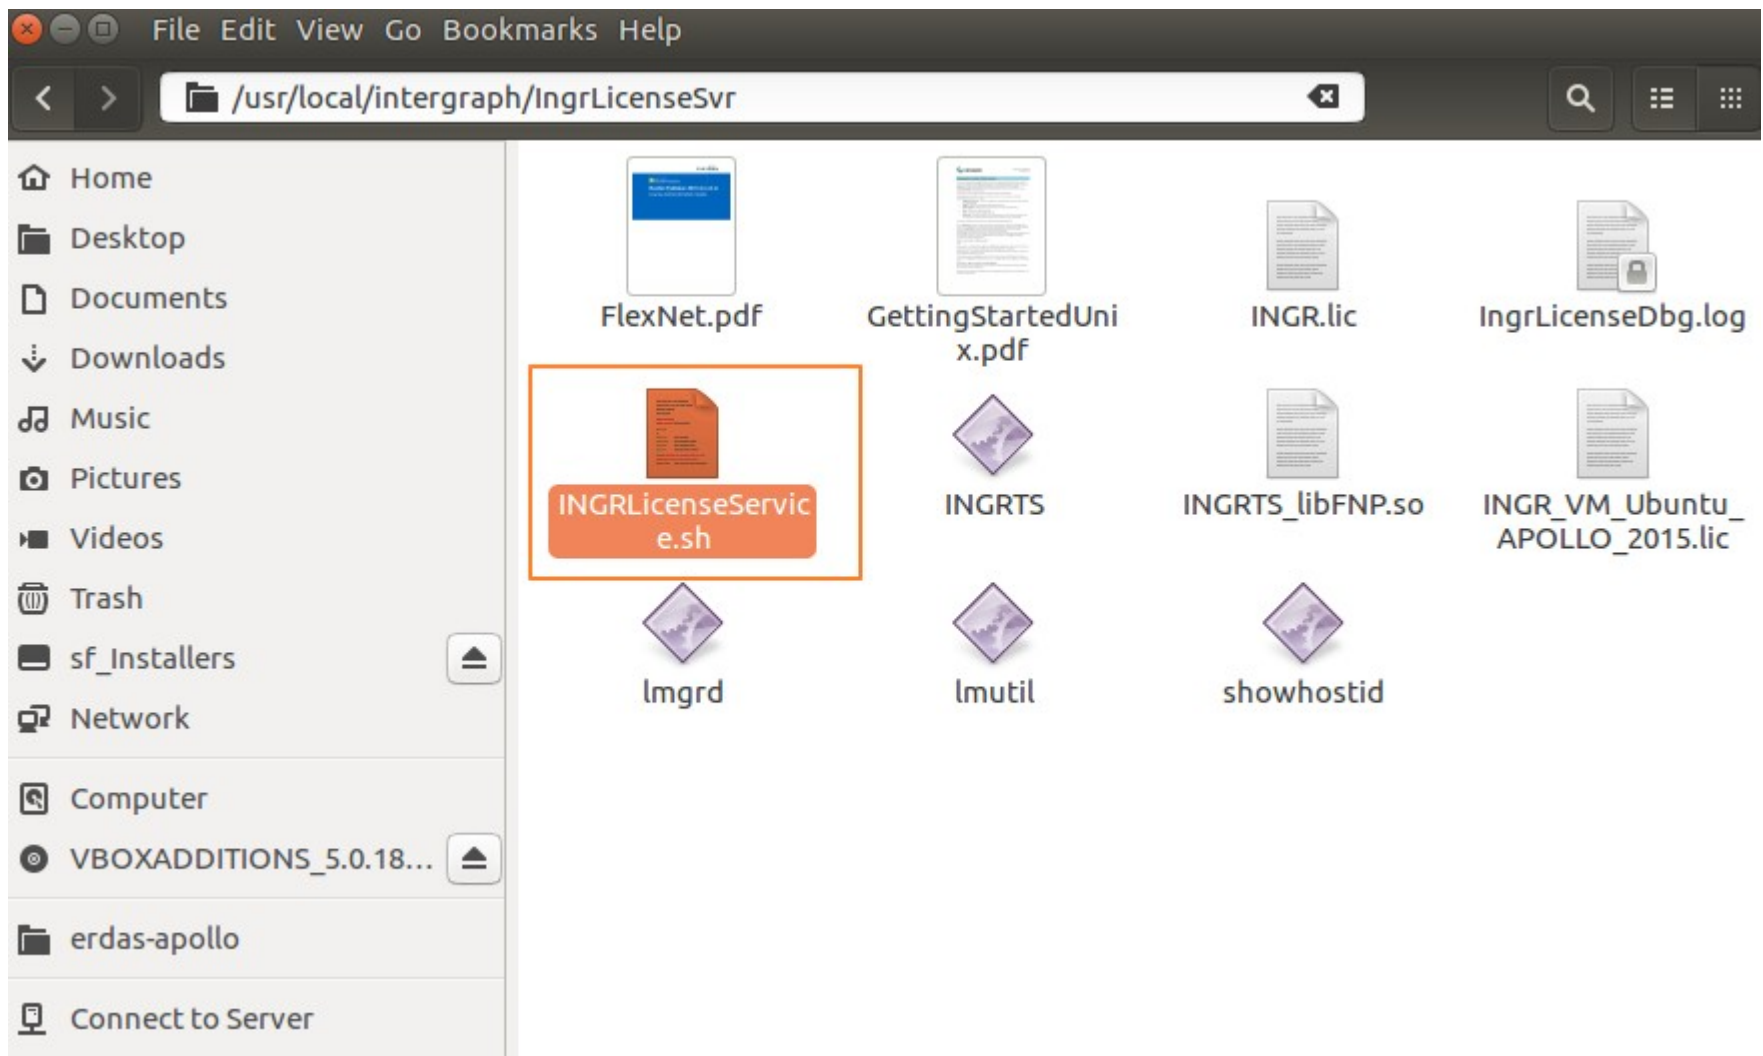 File Edit View Go Bookmarks Help
/usr/local/intergraph/IngrLicenseSvr
Home
Desktop
Documents
Downloads
Music
Pictures
Videos
Trash
sf_Installers
Network
Computer
VBOXADDITIONS_5.0.18...
erdas-apollo
Connect to Server
FlexNet.pdf
GettingStartedUni
x.pdf
INGR.lic
IngrLicenseDbg.log
INGRLicenseServic
e.sh
INGRTS
INGRTS_libFNP.so
INGR_VM_Ubuntu_
APOLLO_2015.lic
lmgrd
lmutil
showhostid